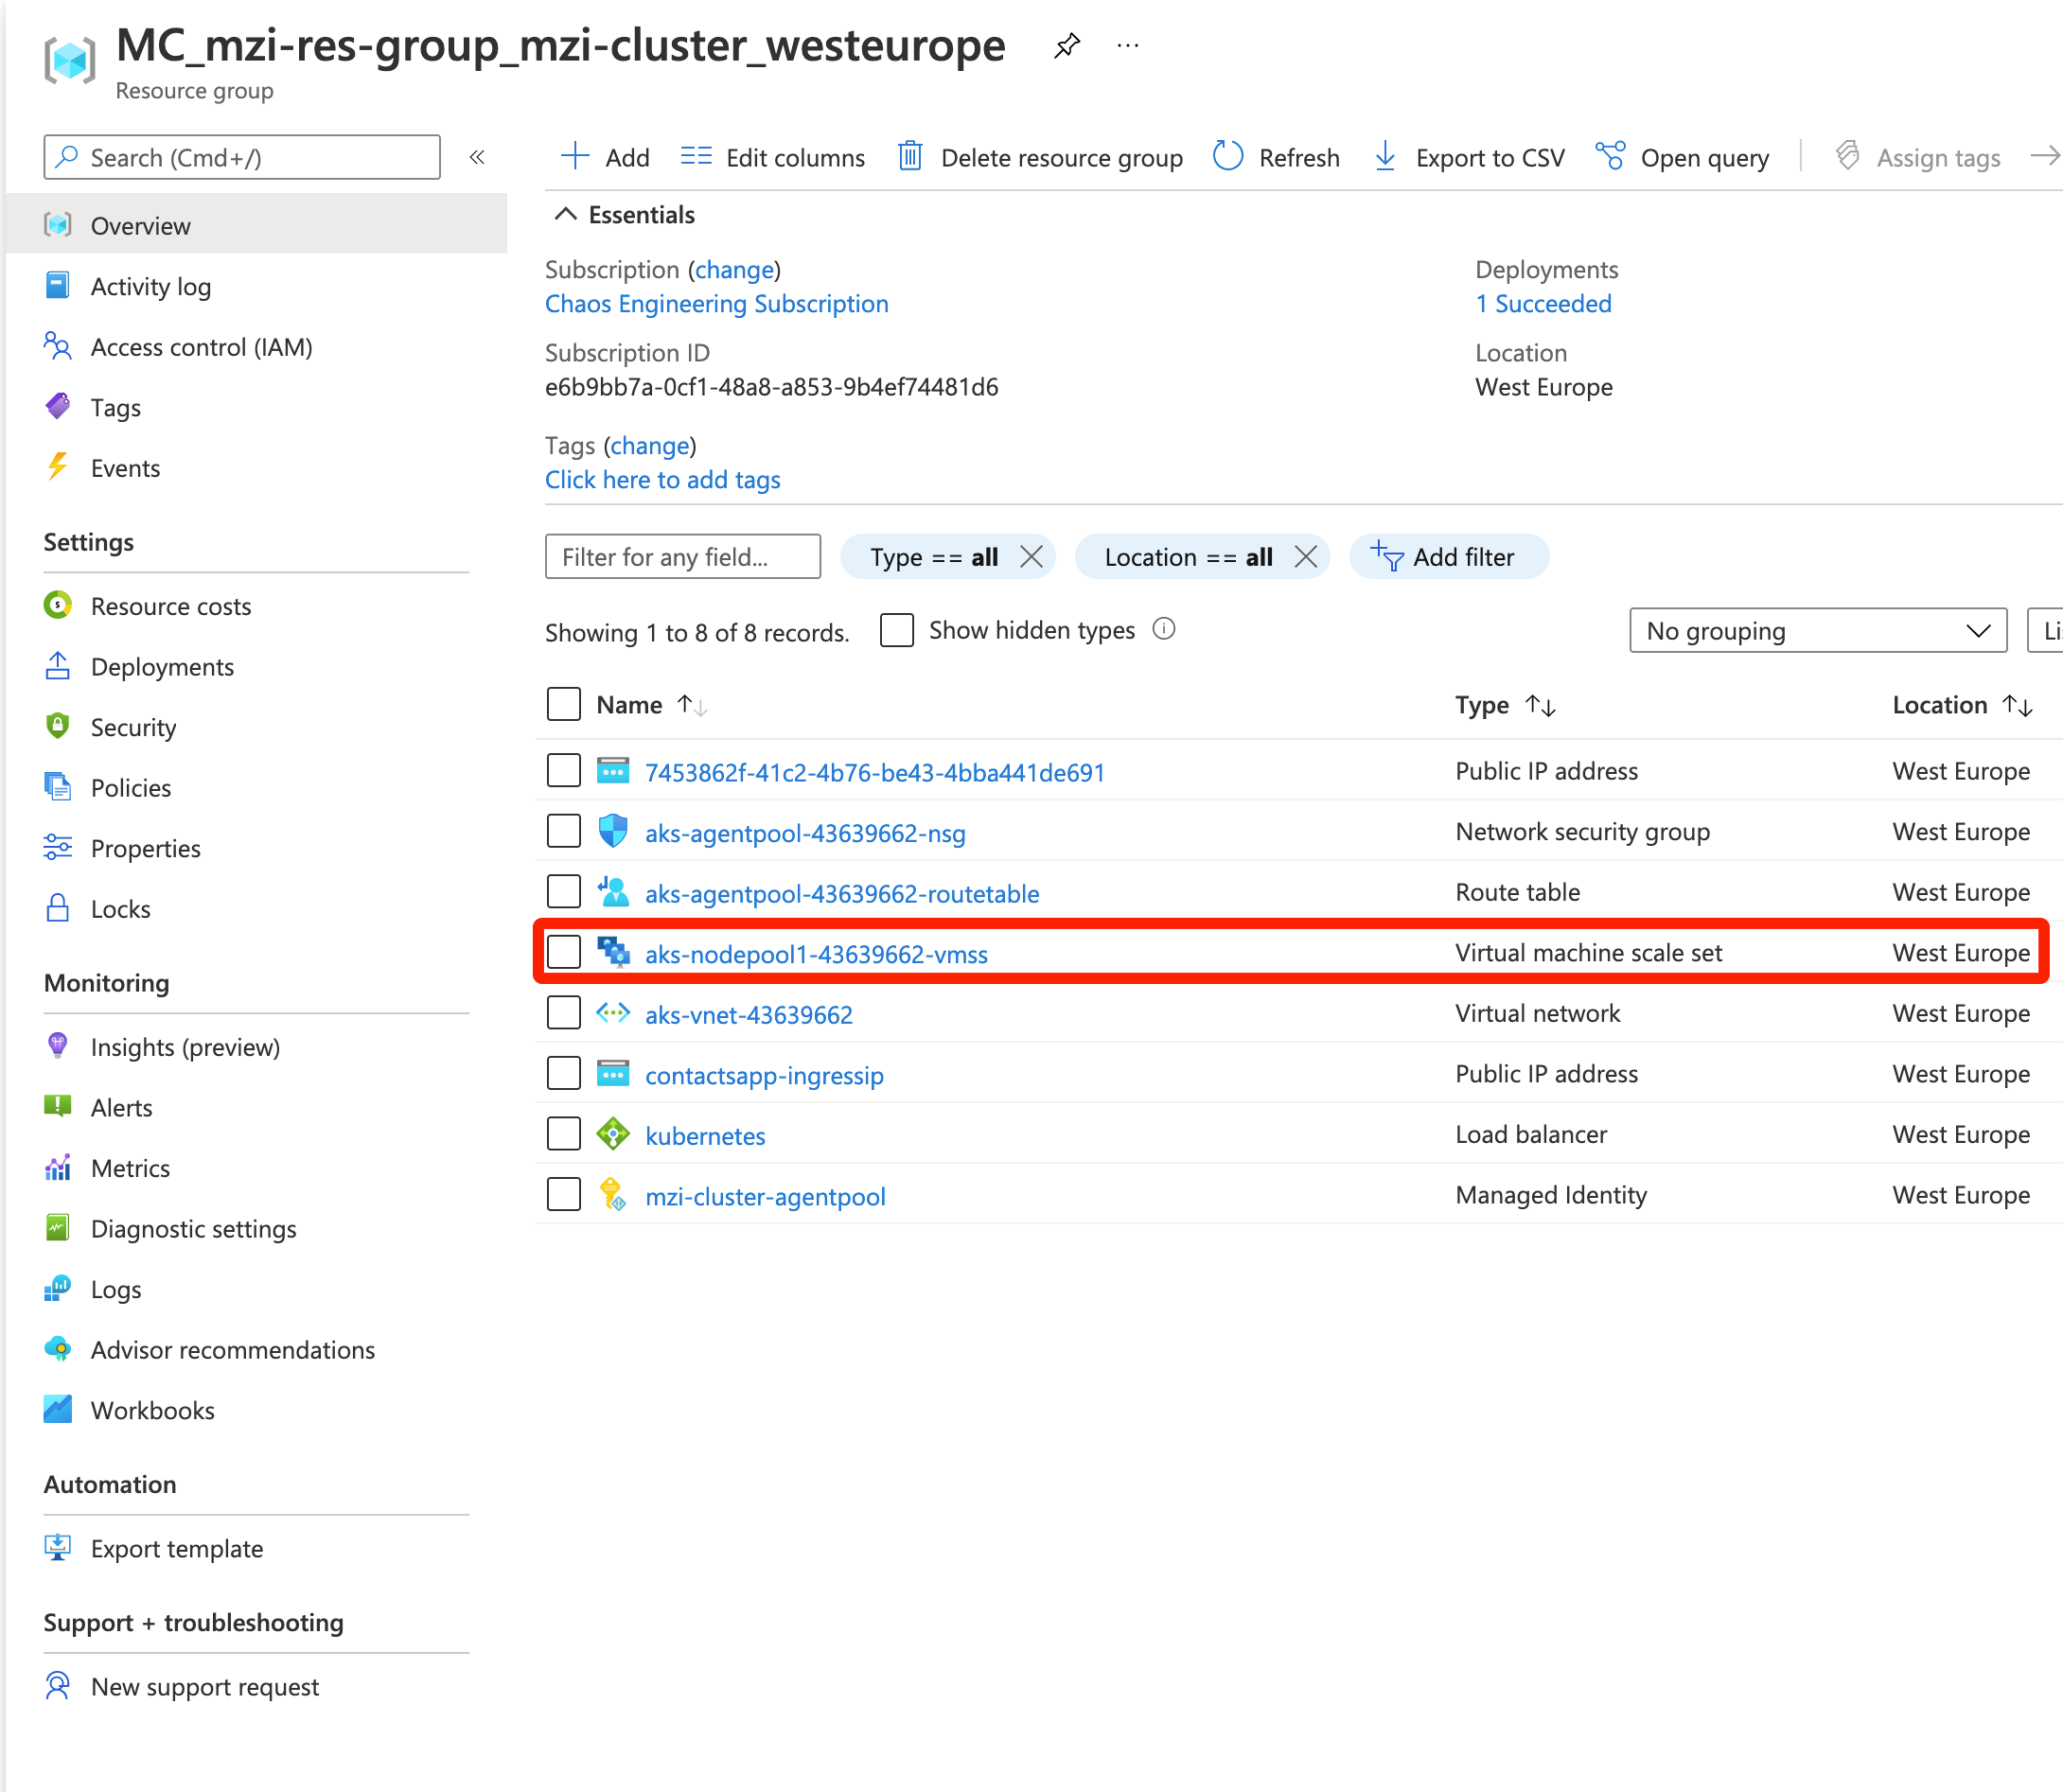 MC_mzi-res-group_mzi-cluster_westeurope
Resource group
Search (Cmd+/)
Add
Edit columns
Delete resource group
Refresh
Export to CSV
Open query
Assign tags
Overview
Activity log
Access control (IAM)
Tags
Events
Settings
Resource costs
Deployments
Security
Policies
Properties
Locks
Monitoring
Insights (preview)
Alerts
Metrics
Diagnostic settings
Logs
Advisor recommendations
Workbooks
Automation
Export template
Support + troubleshooting
New support request
Essentials
Subscription (change)
Chaos Engineering Subscription
Subscription ID
e6b9bb7a-0cf1-48a8-a853-9b4ef74481d6
Tags (change)
Click here to add tags
Deployments
1 Succeeded
Location
West Europe
Filter for any field...
Type == all
Location == all
Add filter
Showing 1 to 8 of 8 records.
Show hidden types
No grouping
Name Type Location
7453862f-41c2-4b76-be43-4bba441de691 Public IP address West Europe
aks-agentpool-43639662-nsg Network security group West Europe
aks-agentpool-43639662-routetable Route table West Europe
aks-nodepool1-43639662-vmss Virtual machine scale set West Europe
aks-vnet-43639662 Virtual network West Europe
contactsapp-ingressip Public IP address West Europe
kubernetes Load balancer West Europe
mzi-cluster-agentpool Managed Identity West Europe